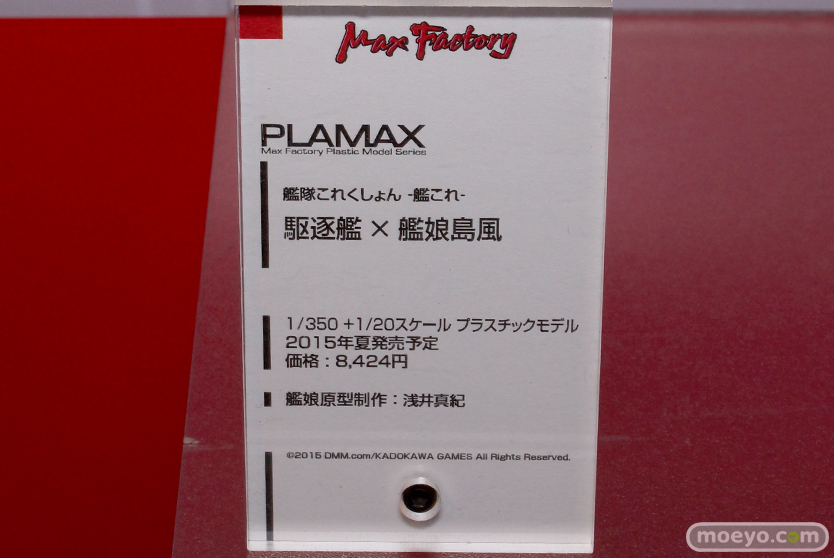 Max Factory
PLAMAX
Max Factory Plastic Model Series
艦隊これくしょん -艦これ-
駆逐艦 × 艦娘島風
1/350 +1/20スケール プラスチックモデル
2015年夏発売予定
価格：8,424円
艦娘原型制作：浅井真紀
©2015 DMM.com/KADOKAWA GAMES All Rights Reserved.
moeyo.com